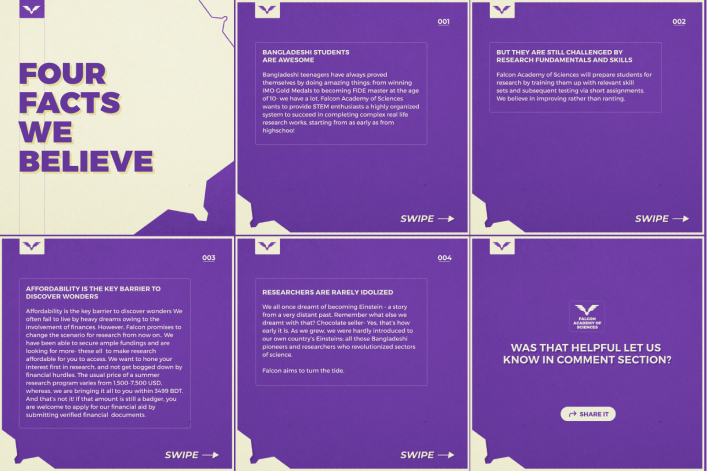 FOUR
FACTS
WE
BELIEVE
001
BANGLADESHI STUDENTS
ARE AWESOME
Bangladeshi teenagers have always proved
themselves by doing amazing things: from winning
IMO Gold Medals to becoming FIDE master at the age
of 10- we have a lot. Falcon Academy of Sciences
wants to provide STEM enthusiasts a highly organized
system to succeed in completing complex real life
research works, starting from as early as from
highschool
SWIPE
002
BUT THEY ARE STILL CHALLENGED BY
RESEARCH FUNDAMENTALS AND SKILLS
Falcon Academy of Sciences will prepare students for
research by training them up with relevant skill
sets and subsequent testing via short assignments.
We believe in improving rather than ranting.
SWIPE
003
AFFORDABILITY IS THE KEY BARRIER TO
DISCOVER WONDERS
Affordability is the key barrier to discover wonders We
often fail to live by heavy dreams owing to the
involvement of finances. However, Falcon promises to
change the scenario for research from now on.. We
have been able to secure ample fundings and are
looking for more- these all to make research
affordable for you to access. We want to hone your
interest first in research, and not get bogged down by
financial hurdles. The usual price of a summer
research program varies from 1,500-7,500 USD,
whereas, we are bringing it all to you within 3499 BDT.
And that's not it! If that amount is still a badger, you
are welcome to apply for our financial aid by
submitting verified financial documents.
SWIPE
004
RESEARCHERS ARE RARELY IDOLIZED
We all once dreamt of becoming Einstein - a story
from a very distant past. Remember what else we
dreamt with that? Chocolate seller- Yes, that's how
early it is. As we grew, we were hardly introduced to
our own country's Einsteins; all those Bangladeshi
pioneers and researchers who revolutionized sectors
of science.
Falcon aims to turn the tide.
SWIPE
FALCON
ACADEMY OF
SCIENCES
WAS THAT HELPFUL LET US
KNOW IN COMMENT SECTION?
SHARE IT